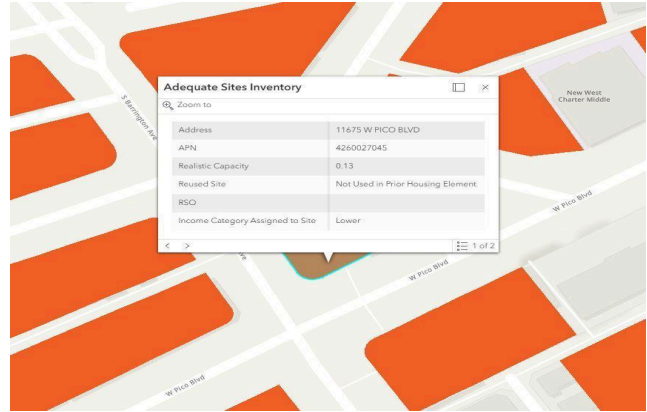 Adequate Sites Inventory
Zoom to
Address 11675 W PICO BLVD
APN 4260027045
Realistic Capacity 0.13
Reused Site Not Used in Prior Housing Element
RSO
Income Category Assigned to Site Lower
1 of 2
S Barrington Ave
New West
Charter Middle
W Pico Blvd
W Pico Blvd
W Pico Blvd
ve